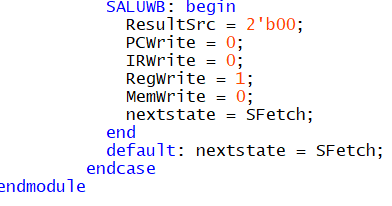 SALUWB: begin
ResultSrc = 2'b00;
PCWrite = 0;
IRWrite = 0;
RegWrite = 1;
MemWrite = 0;
nextstate = SFetch;
end
default: nextstate = SFetch;
endcase
endmodule